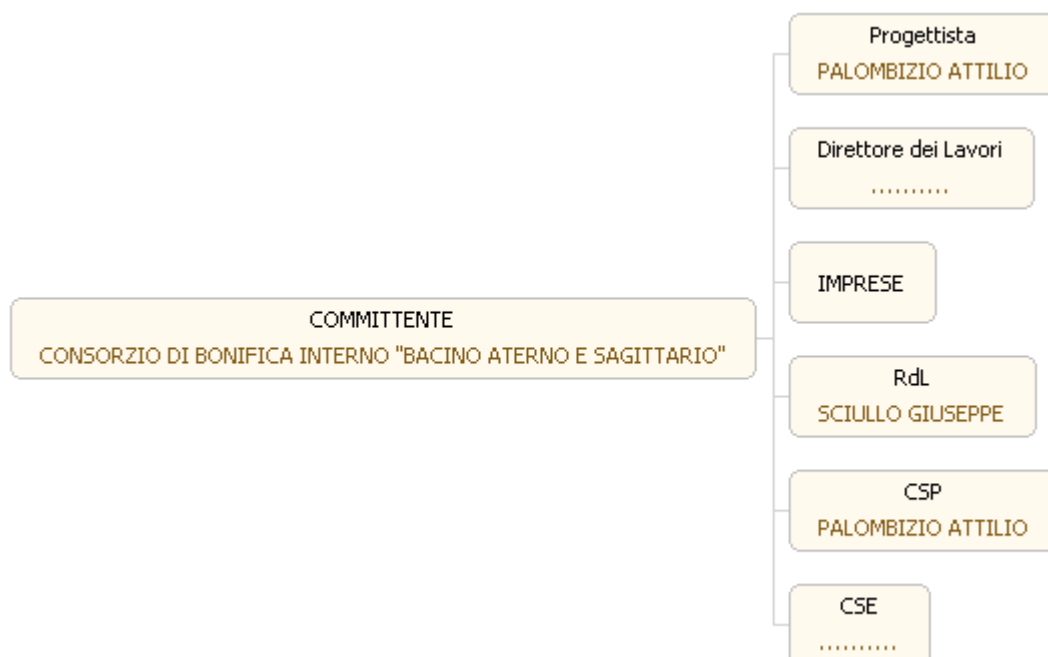 Progettista
PALOMBIZIO ATTILIO
Direttore dei Lavori
..........
IMPRESE
COMMITTENTE
CONSORZIO DI BONIFICA INTERNO "BACINO ATERNO E SAGITTARIO"
RdL
SCIULLO GIUSEPPE
CSP
PALOMBIZIO ATTILIO
CSE
..........